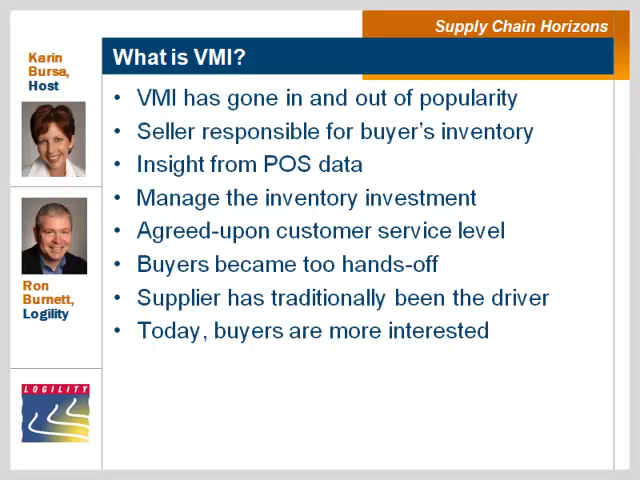 Supply Chain Horizons
Karin
Bursa,
Host
What is VMI?
• VMI has gone in and out of popularity
• Seller responsible for buyer's inventory
• Insight from POS data
• Manage the inventory investment
• Agreed-upon customer service level
• Buyers became too hands-off
• Supplier has traditionally been the driver
• Today, buyers are more interested
Ron
Burnett,
Logility
LOGILITY